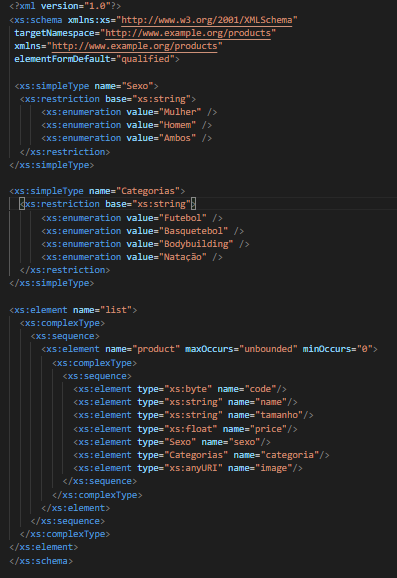 <?xml version="1.0"?>
<xs:schema xmlns:xs="http://www.w3.org/2001/XMLSchema"
targetNamespace="http://www.example.org/products"
xmlns="http://www.example.org/products"
elementFormDefault="qualified">
<xs:simpleType name="Sexo">
<xs:restriction base="xs:string">
<xs:enumeration value="Mulher" />
<xs:enumeration value="Homem" />
<xs:enumeration value="Ambos" />
</xs:restriction>
</xs:simpleType>
<xs:simpleType name="Categorias">
<xs:restriction base="xs:string">
<xs:enumeration value="Futebol" />
<xs:enumeration value="Basquetebol" />
<xs:enumeration value="Bodybuilding" />
<xs:enumeration value="Natação" />
</xs:restriction>
</xs:simpleType>
<xs:element name="list">
<xs:complexType>
<xs:sequence>
<xs:element name="product" maxOccurs="unbounded" minOccurs="0">
<xs:complexType>
<xs:sequence>
<xs:element type="xs:byte" name="code"/>
<xs:element type="xs:string" name="name"/>
<xs:element type="xs:string" name="tamanho"/>
<xs:element type="xs:float" name="price"/>
<xs:element type="Sexo" name="sexo"/>
<xs:element type="Categorias" name="categoria"/>
<xs:element type="xs:anyURI" name="image"/>
</xs:sequence>
</xs:complexType>
</xs:element>
</xs:sequence>
</xs:complexType>
</xs:element>
</xs:schema>